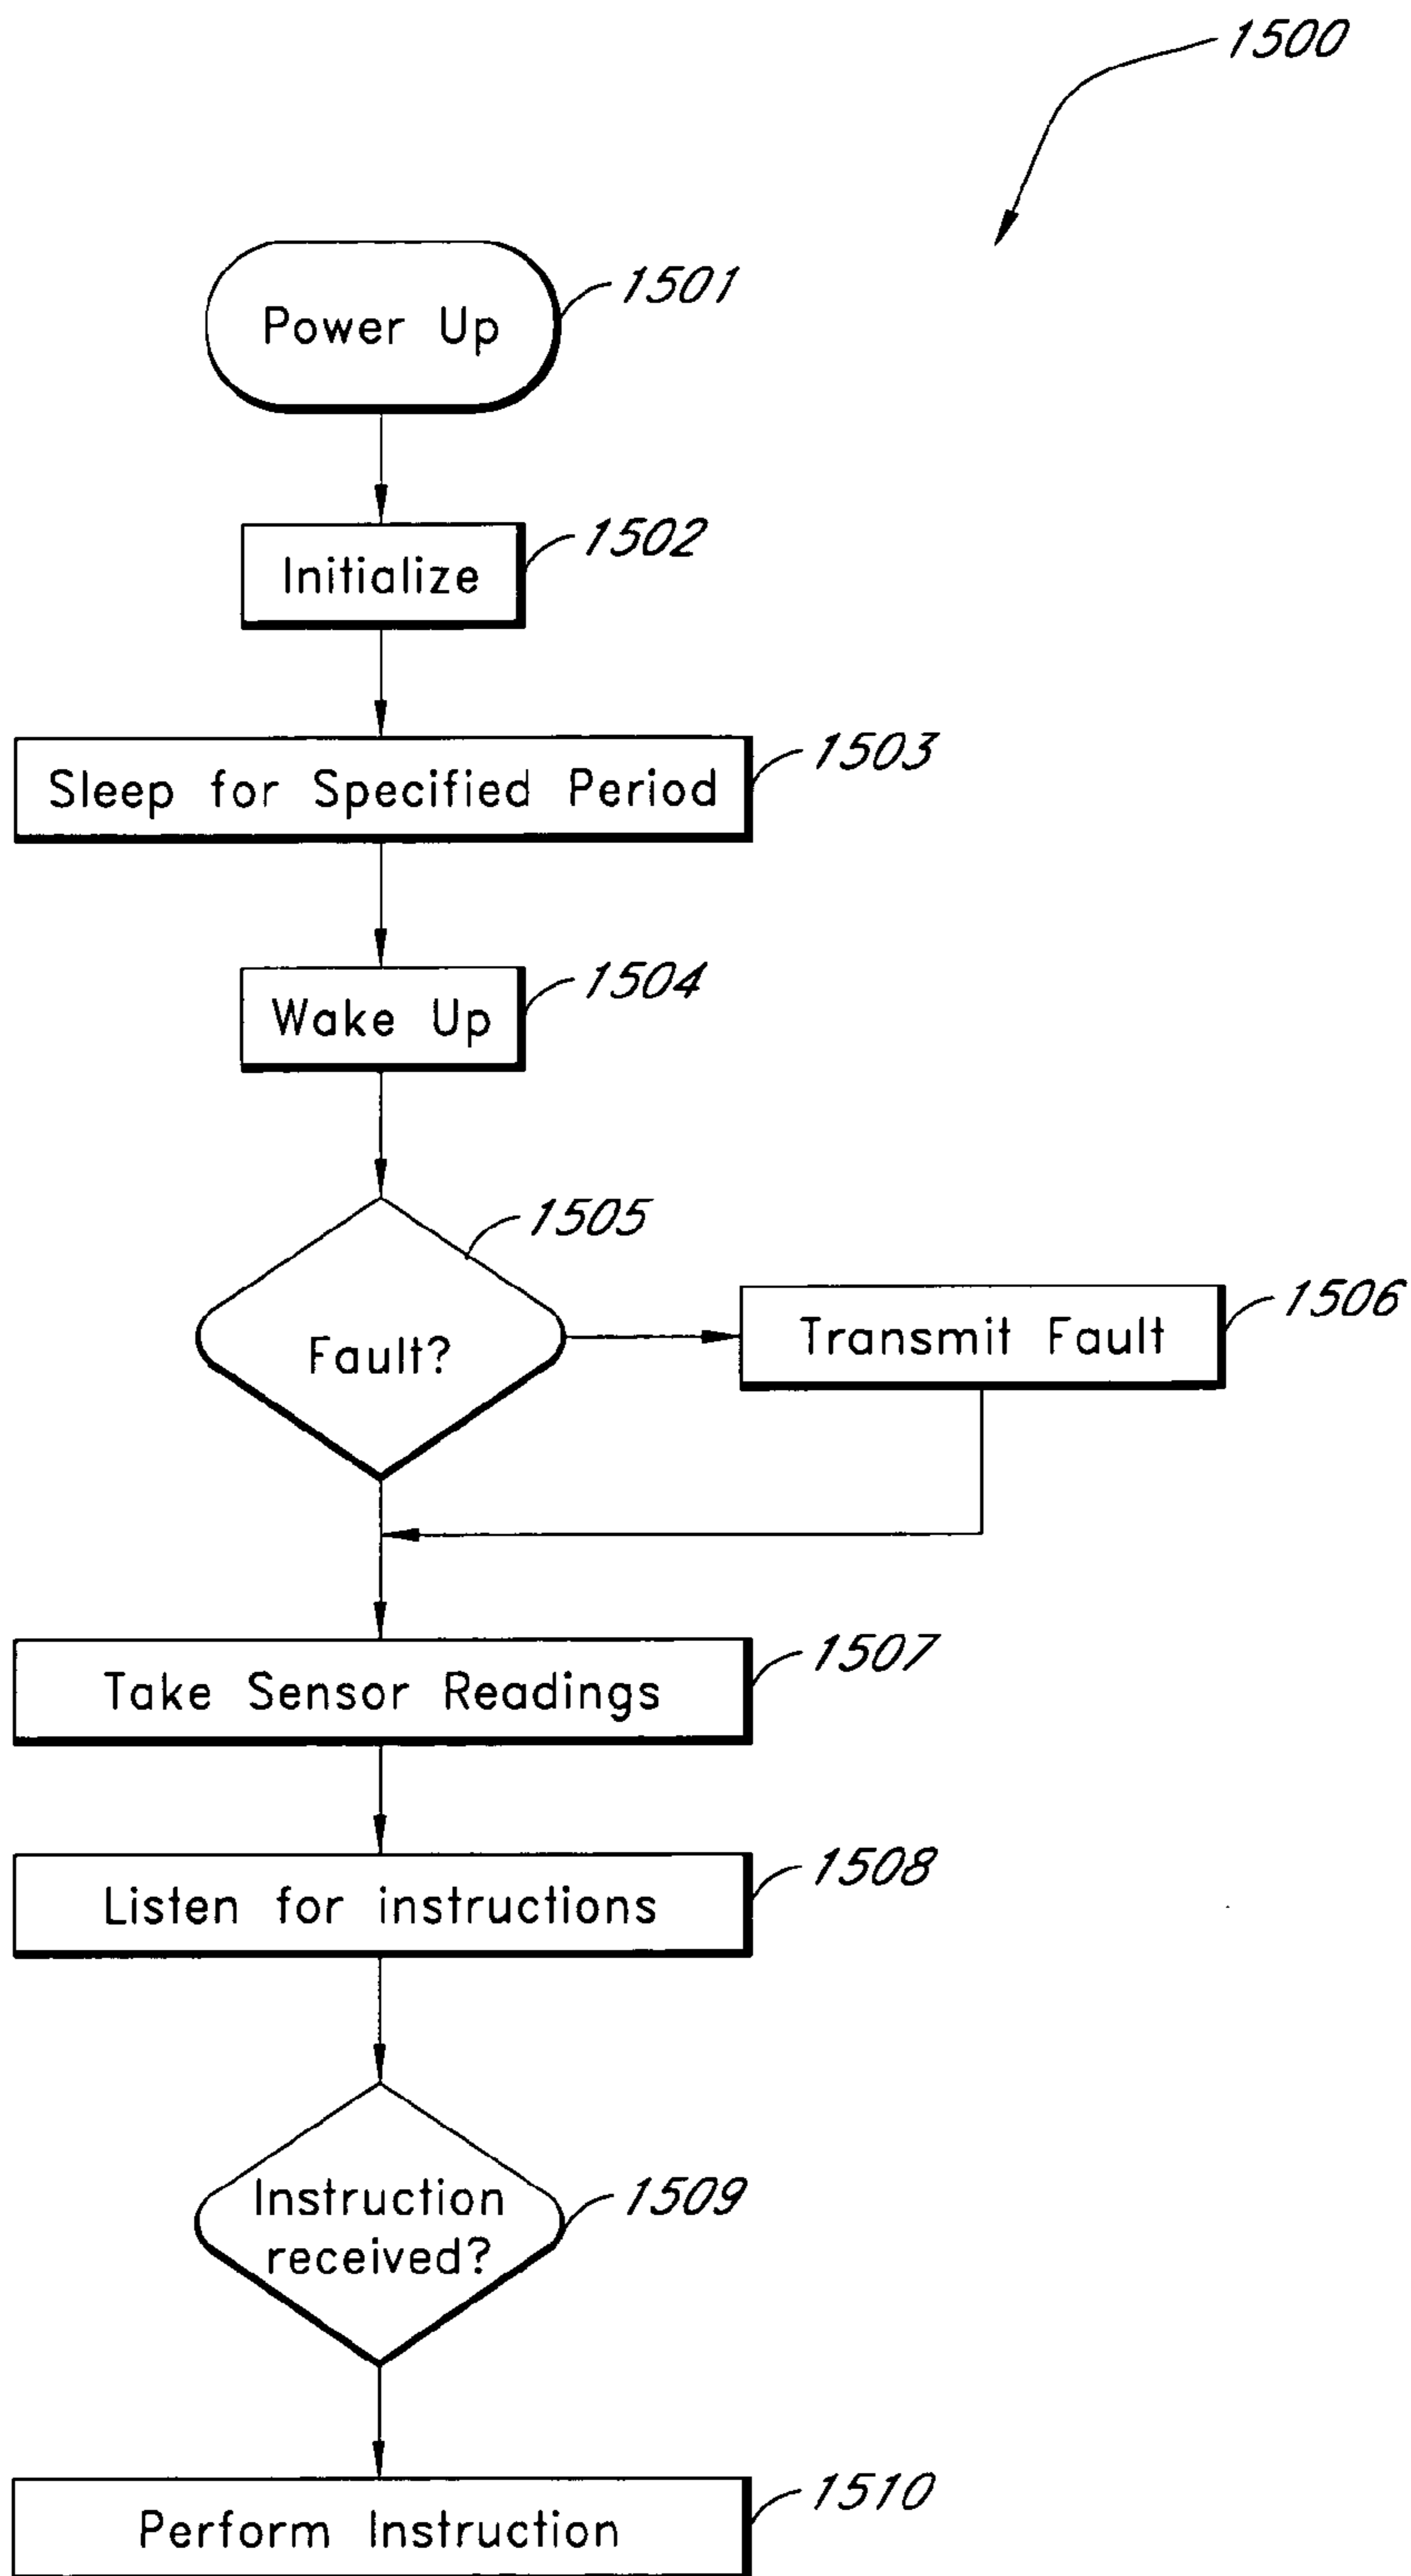 1500
Power Up
1501
Initialize
1502
Sleep for Specified Period
1503
Wake Up
1504
1505
Fault?
Transmit Fault
1506
Take Sensor Readings
1507
Listen for instructions
1508
Instruction
received?
1509
Perform Instruction
1510